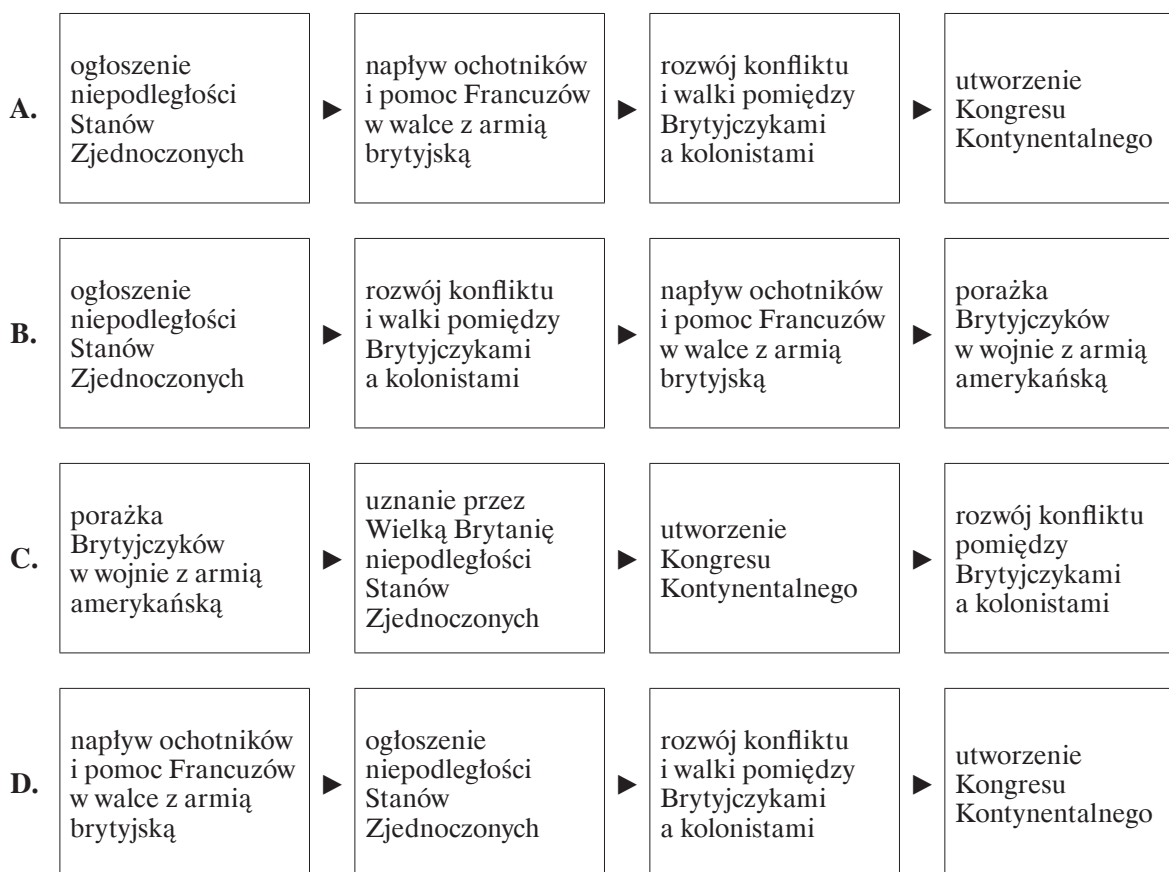 A.
ogłoszenie
niepodległości
Stanów
Zjednoczonych
napływ ochotników
i pomoc Francuzów
w walce z armią
brytyjską
rozwój konfliktu
i walki pomiędzy
Brytyjczykami
a kolonistami
utworzenie
Kongresu
Kontynentalnego
B.
ogłoszenie
niepodległości
Stanów
Zjednoczonych
rozwój konfliktu
i walki pomiędzy
Brytyjczykami
a kolonistami
napływ ochotników
i pomoc Francuzów
w walce z armią
brytyjską
porażka
Brytyjczyków
w wojnie z armią
amerykańską
C.
porażka
Brytyjczyków
w wojnie z armią
amerykańską
uznanie przez
Wielką Brytanię
niepodległości
Stanów
Zjednoczonych
utworzenie
Kongresu
Kontynentalnego
rozwój konfliktu
pomiędzy
Brytyjczykami
a kolonistami
D.
napływ ochotników
i pomoc Francuzów
w walce z armią
brytyjską
ogłoszenie
niepodległości
Stanów
Zjednoczonych
rozwój konfliktu
i walki pomiędzy
Brytyjczykami
a kolonistami
utworzenie
Kongresu
Kontynentalnego